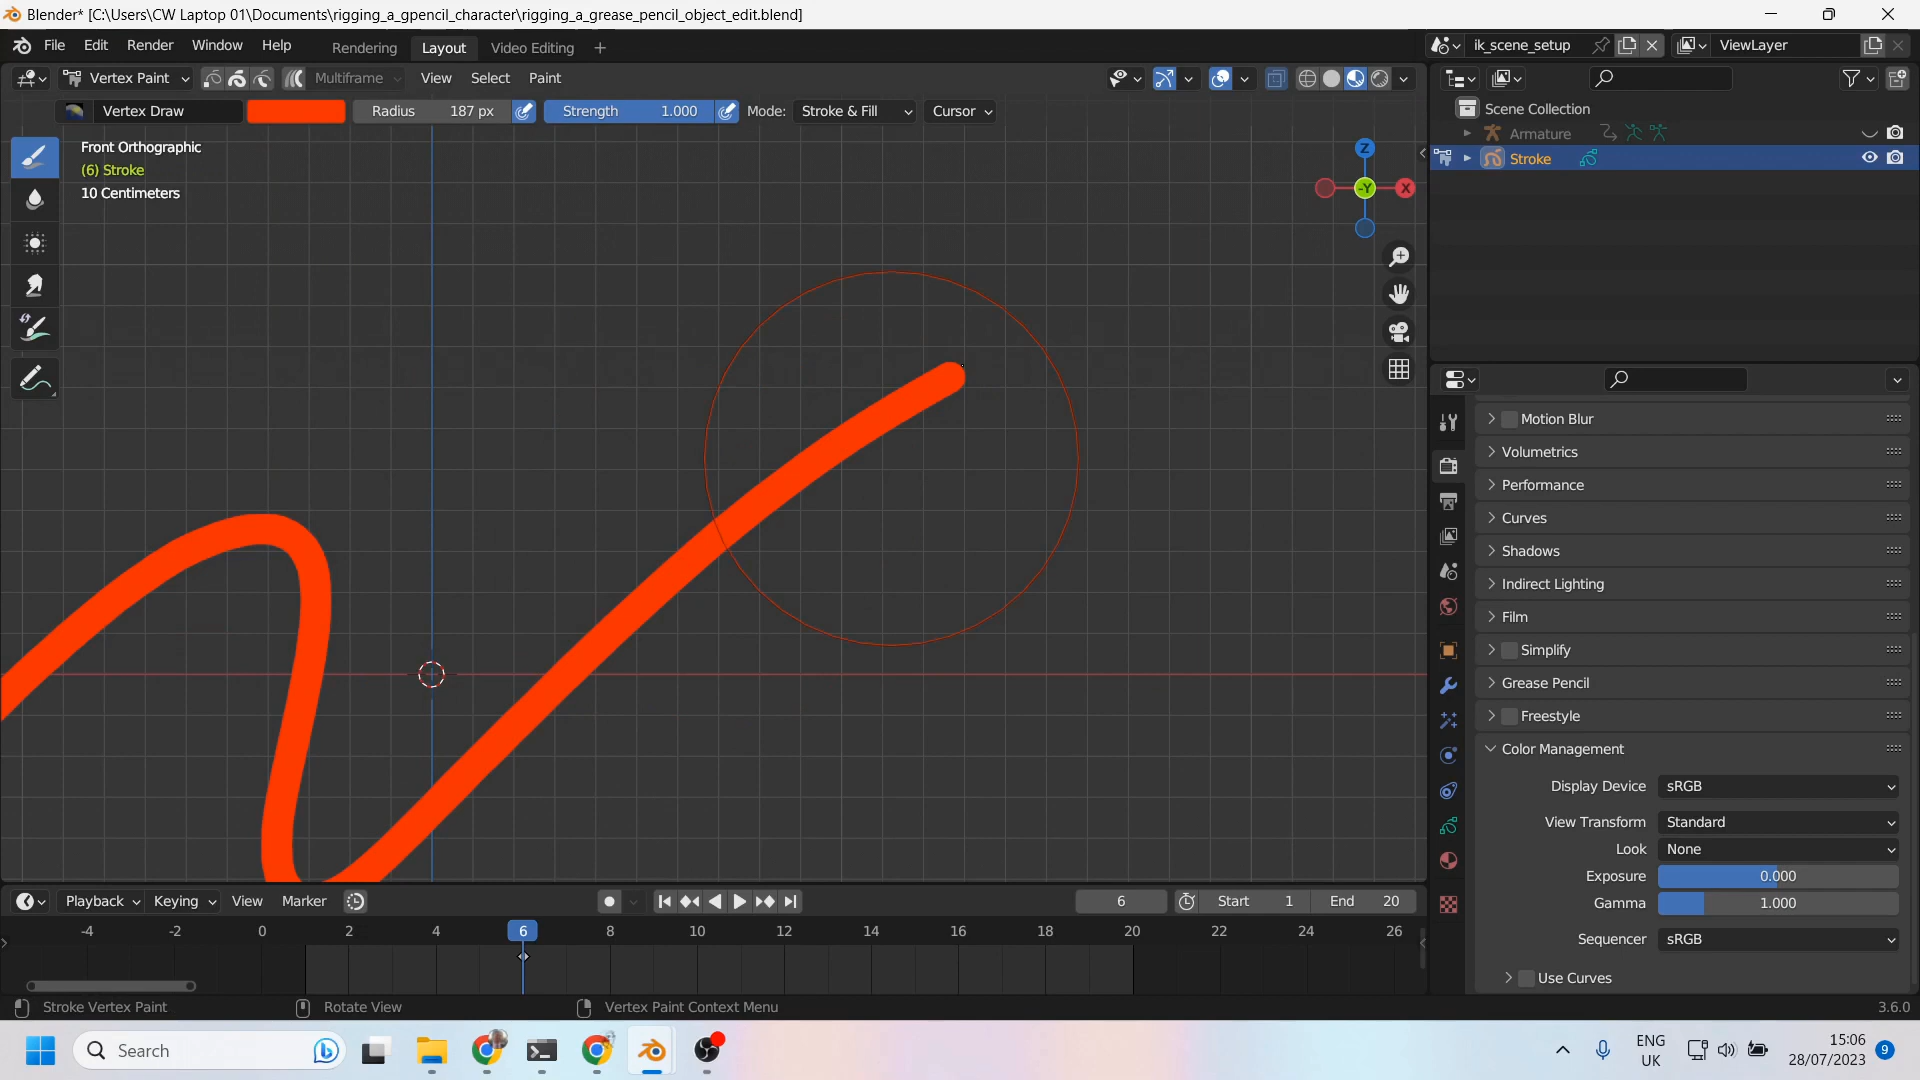 Blender* [C:\Users\CW Laptop 01\Documents\rigging_a_gpencil_character\rigging_a_grease_pencil_object_edit.blend]
File Edit Render Window Help Rendering Layout Video Editing + ik_scene_setup ViewLayer
Vertex Paint Multiframe View Select Paint
Vertex Draw Radius 187 px Strength 1.000 Mode: Stroke & Fill Cursor
Scene Collection
Armature
Stroke
Front Orthographic
(6) Stroke
10 Centimeters
Z
-Y X
Motion Blur
Volumetrics
Performance
Curves
Shadows
Indirect Lighting
Film
Simplify
Grease Pencil
Freestyle
Color Management
Display Device sRGB
View Transform Standard
Look None
Exposure 0.000
Gamma 1.000
Sequencer sRGB
Use Curves
Playback Keying View Marker 6 Start 1 End 20
-4 -2 0 2 4 6 8 10 12 14 16 18 20 22 24 26
Stroke Vertex Paint Rotate View Vertex Paint Context Menu 3.6.0
Search ENG UK 15:06 28/07/2023 9